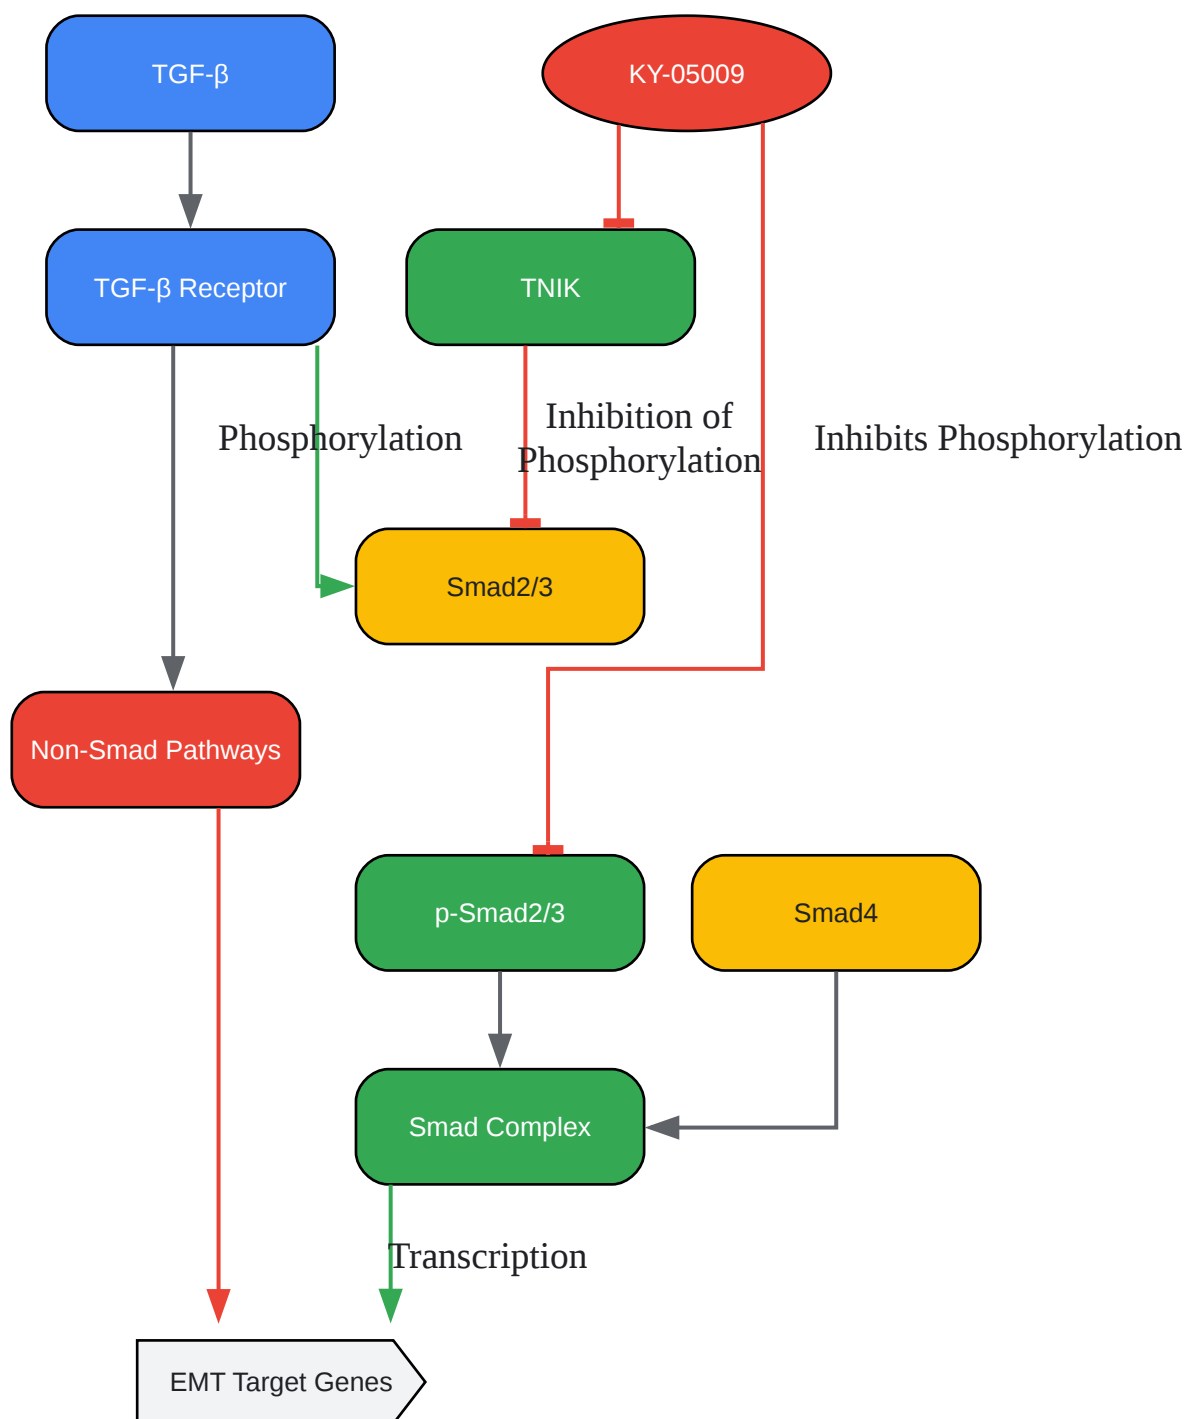 TGF-β
KY-05009
TGF-β Receptor
TNIK
Phosphorylation
Inhibition of
Phosphorylation
Inhibits Phosphorylation
Smad2/3
Non-Smad Pathways
p-Smad2/3
Smad4
Smad Complex
Transcription
EMT Target Genes